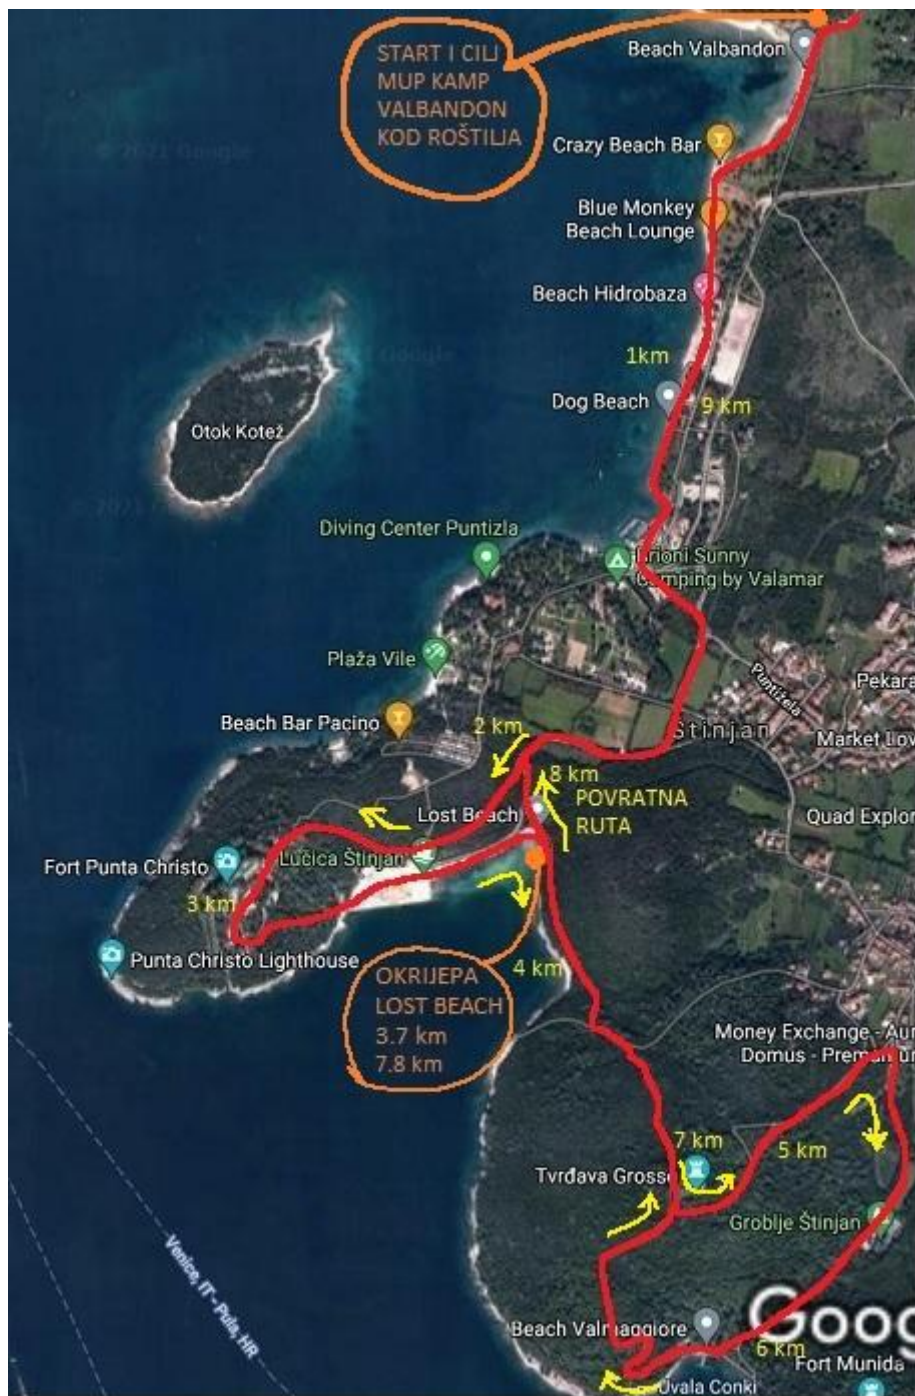 START I CILJ
MUP KAMP
VALBANDON
KOD ROŠTILJA
Beach Valbandon
Crazy Beach Bar
Blue Monkey
Beach Lounge
Beach Hidrobaza
1km
Dog Beach
9 km
Otok Kotež
Diving Center Puntizla
Brioni Sunny
Camping by Valamar
Plaža Vile
Puntižela
Pekara
Beach Bar Pacino
2 km
Štinjan
Market Lov
8 km
Lost Beach
POVRATNA
RUTA
Quad Explor
Lučica Štinjan
Fort Punta Christo
3 km
Punta Christo Lighthouse
4 km
OKRIJEPA
LOST BEACH
3.7 km
7.8 km
Money Exchange - Aur
Domus - Premantur
7 km
5 km
Tvrđava Grosso
Groblje Štinjan
Venice, IT - Pula, HR
Beach Valmaggiore
Goog
6 km
Fort Munida
Uvala Conki